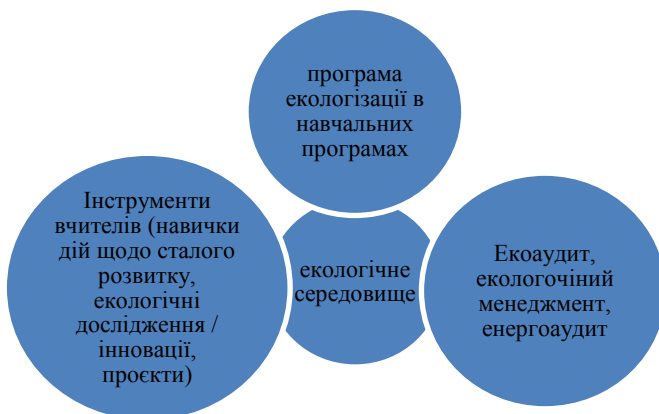 програма
екологізації в
навчальних
програмах
Інструменти
вчителів (навички
дій щодо сталого
розвитку,
екологічні
дослідження /
інновації,
проєкти)
екологічне
середовище
Екоаудит,
екологочіний
менеджмент,
енергоаудит